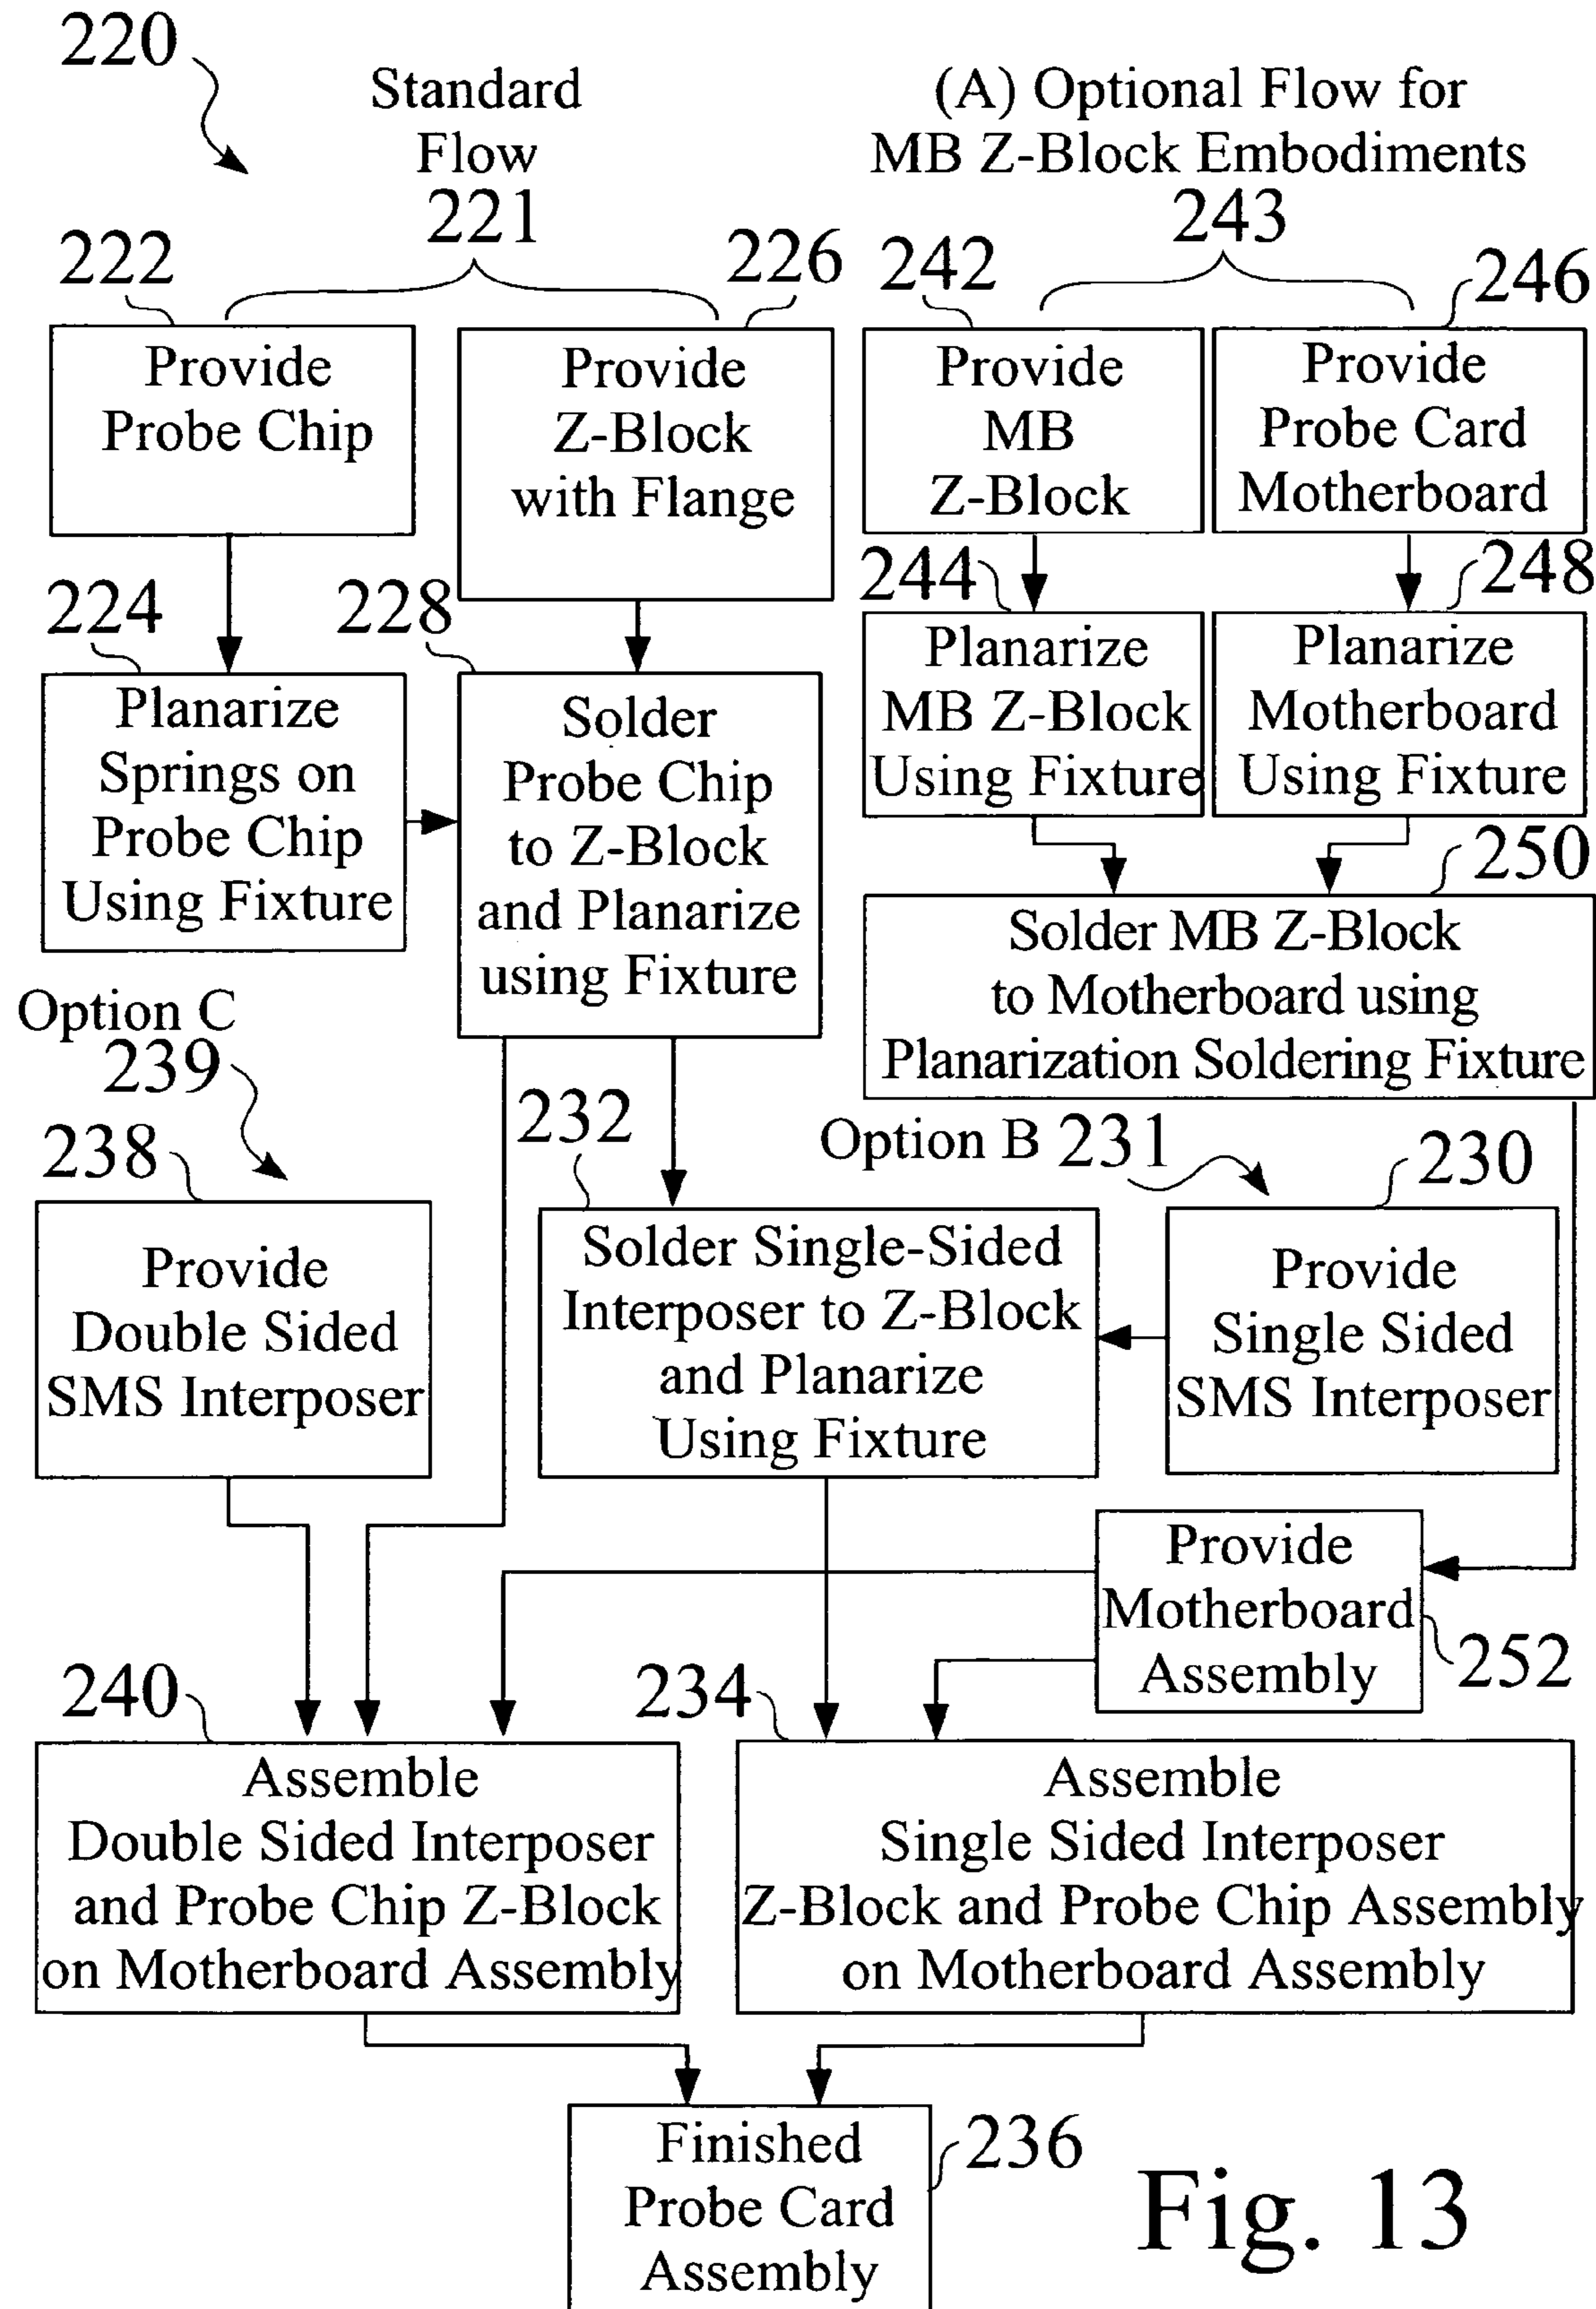 220
Standard
Flow
221
(A) Optional Flow for
MB Z-Block Embodiments
243
222
226
242
246
Provide
Probe Chip
Provide
Z-Block
with Flange
Provide
MB
Z-Block
Provide
Probe Card
Motherboard
224
228
244
248
Planarize
Springs on
Probe Chip
Using Fixture
Solder
Probe Chip
to Z-Block
and Planarize
using Fixture
Planarize
MB Z-Block
Using Fixture
Planarize
Motherboard
Using Fixture
250
Solder MB Z-Block
to Motherboard using
Planarization Soldering Fixture
Option C
239
238
232
Option B 231
230
Provide
Double Sided
SMS Interposer
Solder Single-Sided
Interposer to Z-Block
and Planarize
Using Fixture
Provide
Single Sided
SMS Interposer
Provide
Motherboard
Assembly
252
240
234
Assemble
Double Sided Interposer
and Probe Chip Z-Block
on Motherboard Assembly
Assemble
Single Sided Interposer
Z-Block and Probe Chip Assembly
on Motherboard Assembly
Finished
Probe Card
Assembly
236
Fig. 13